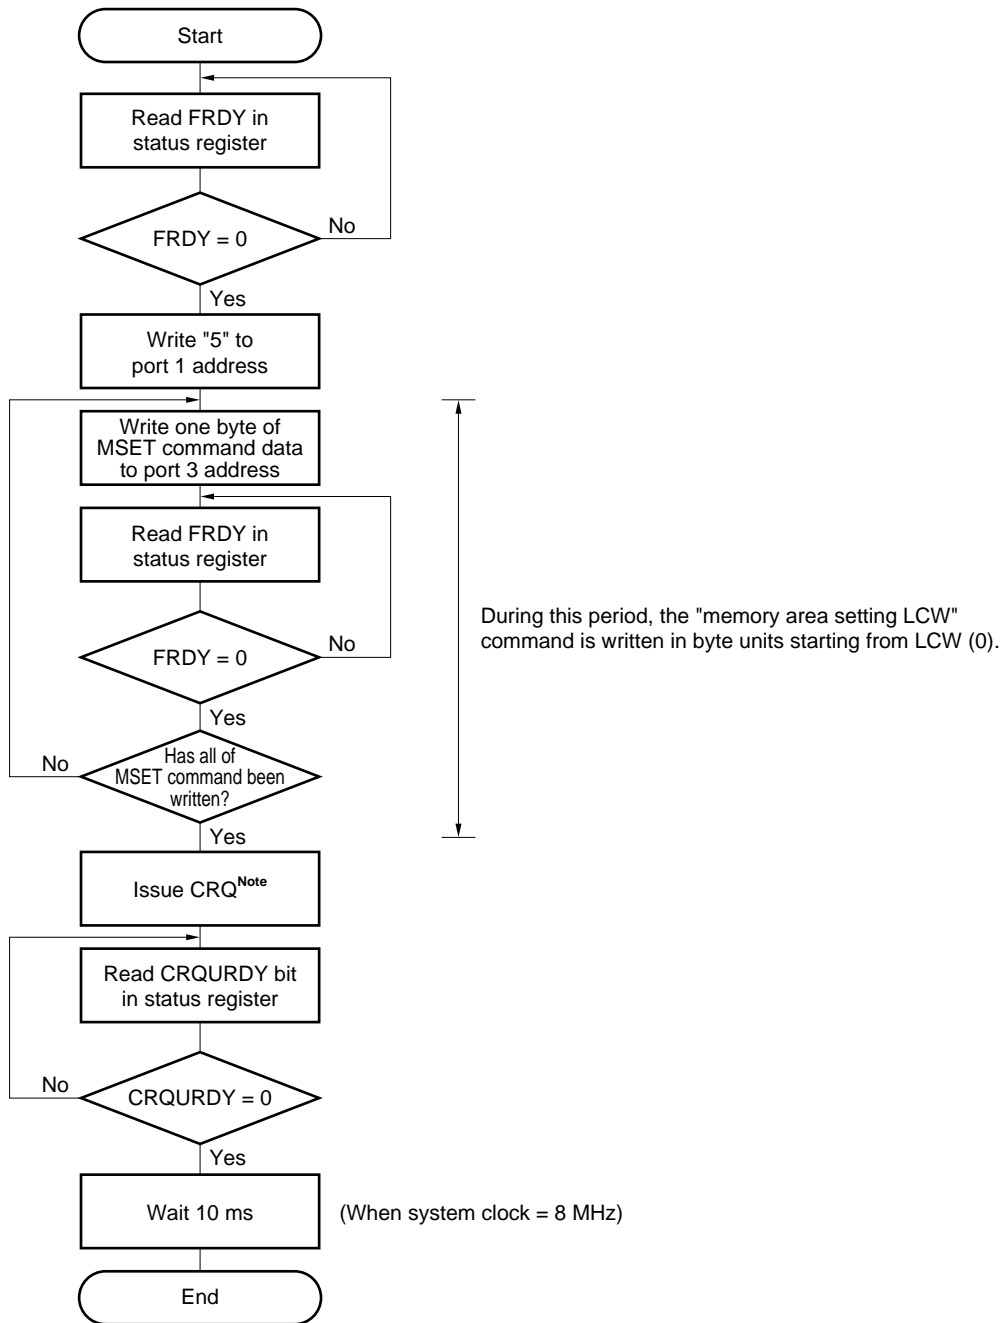 Start
Read FRDY in
status register
FRDY = 0
No
Yes
Write "5" to
port 1 address
Write one byte of
MSET command data
to port 3 address
Read FRDY in
status register
During this period, the "memory area setting LCW"
command is written in byte units starting from LCW (0).
FRDY = 0
No
Yes
Has all of
MSET command been
written?
No
Yes
Issue CRQNote
Read CRQURDY bit
in status register
CRQURDY = 0
No
Yes
Wait 10 ms
(When system clock = 8 MHz)
End